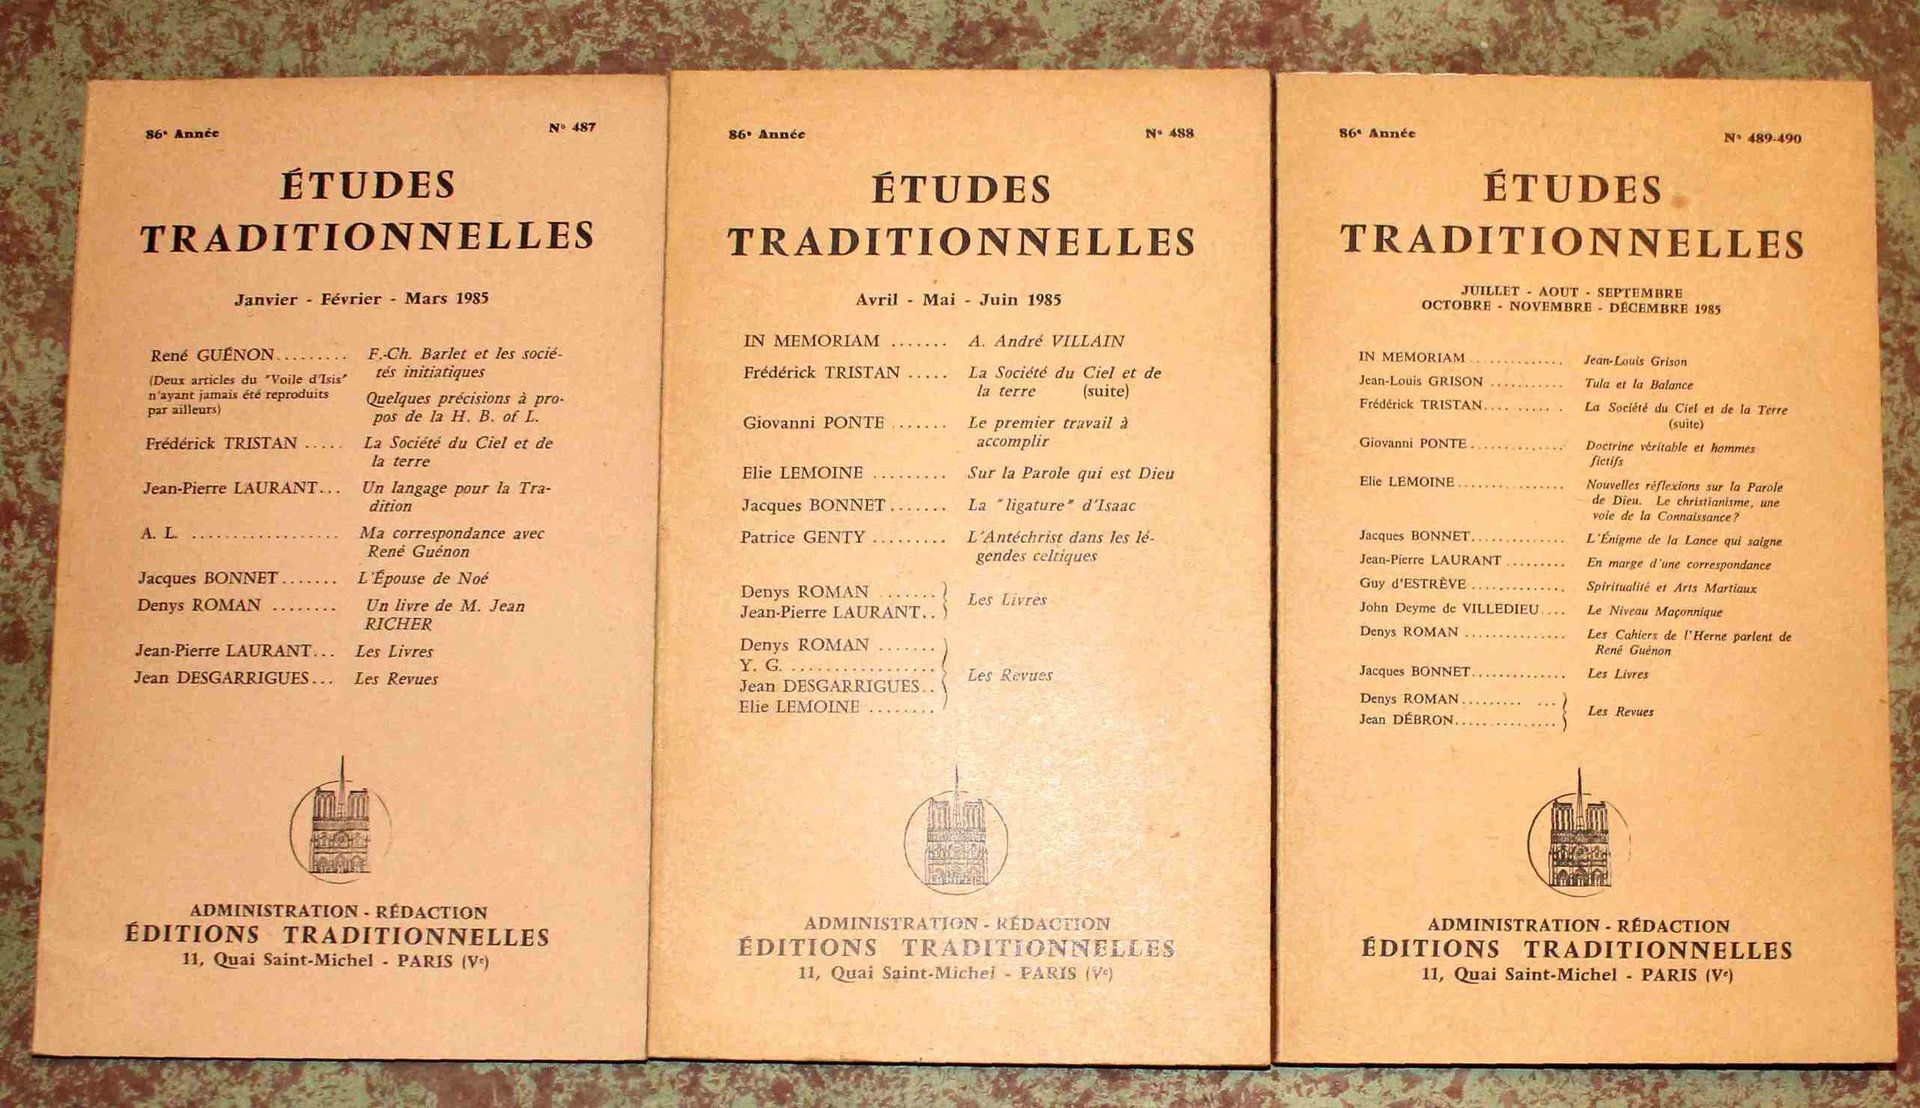 86e Année
N° 487
ÉTUDES
TRADITIONNELLES
Janvier - Février - Mars 1985
René GUÉNON......... F.-Ch. Barlet et les socié-
tés initiatiques
(Deux articles du "Voile d'Isis"
n'ayant jamais été reproduits
par ailleurs)
Quelques précisions à pro-
pos de la H. B. of L.
Frédérick TRISTAN ..... La Société du Ciel et de
la terre
Jean-Pierre LAURANT... Un langage pour la Tra-
dition
A. L. .................. Ma correspondance avec
René Guénon
Jacques BONNET....... L'Épouse de Noé
Denys ROMAN ........ Un livre de M. Jean
RICHER
Jean-Pierre LAURANT... Les Livres
Jean DESGARRIGUES... Les Revues
ADMINISTRATION - RÉDACTION
ÉDITIONS TRADITIONNELLES
11, Quai Saint-Michel - PARIS (Ve)
86e Année
N° 488
ÉTUDES
TRADITIONNELLES
Avril - Mai - Juin 1985
IN MEMORIAM ....... A. André VILLAIN
Frédérick TRISTAN ..... La Société du Ciel et de
la terre (suite)
Giovanni PONTE ....... Le premier travail à
accomplir
Elie LEMOINE ......... Sur la Parole qui est Dieu
Jacques BONNET....... La "ligature" d'Isaac
Patrice GENTY ......... L'Antéchrist dans les lé-
gendes celtiques
Denys ROMAN .......
Jean-Pierre LAURANT..
Les Livres
Denys ROMAN .......
Y. G. .................
Jean DESGARRIGUES..
Elie LEMOINE ........
Les Revues
ADMINISTRATION - RÉDACTION
ÉDITIONS TRADITIONNELLES
11, Quai Saint-Michel - PARIS (Ve)
86e Année
N° 489-490
ÉTUDES
TRADITIONNELLES
JUILLET - AOUT - SEPTEMBRE
OCTOBRE - NOVEMBRE - DÉCEMBRE 1985
IN MEMORIAM ............. Jean-Louis Grison
Jean-Louis GRISON .......... Tula et la Balance
Frédérick TRISTAN.... ....... La Société du Ciel et de la Terre
(suite)
Giovanni PONTE............. Doctrine véritable et hommes
fictifs
Elie LEMOINE.............. Nouvelles réflexions sur la Parole
de Dieu. Le christianisme, une
voie de la Connaissance?
Jacques BONNET............. L'Énigme de la Lance qui saigne
Jean-Pierre LAURANT ........ En marge d'une correspondance
Guy d'ESTRÈVE ............ Spiritualité et Arts Martiaux
John Deyme de VILLEDIEU .... Le Niveau Maçonnique
Denys ROMAN .............. Les Cahiers de l'Herne parlent de
René Guénon
Jacques BONNET............. Les Livres
Denys ROMAN......... ...
Jean DÉBRON...............
Les Revues
ADMINISTRATION - RÉDACTION
ÉDITIONS TRADITIONNELLES
11, Quai Saint-Michel - PARIS (Ve)